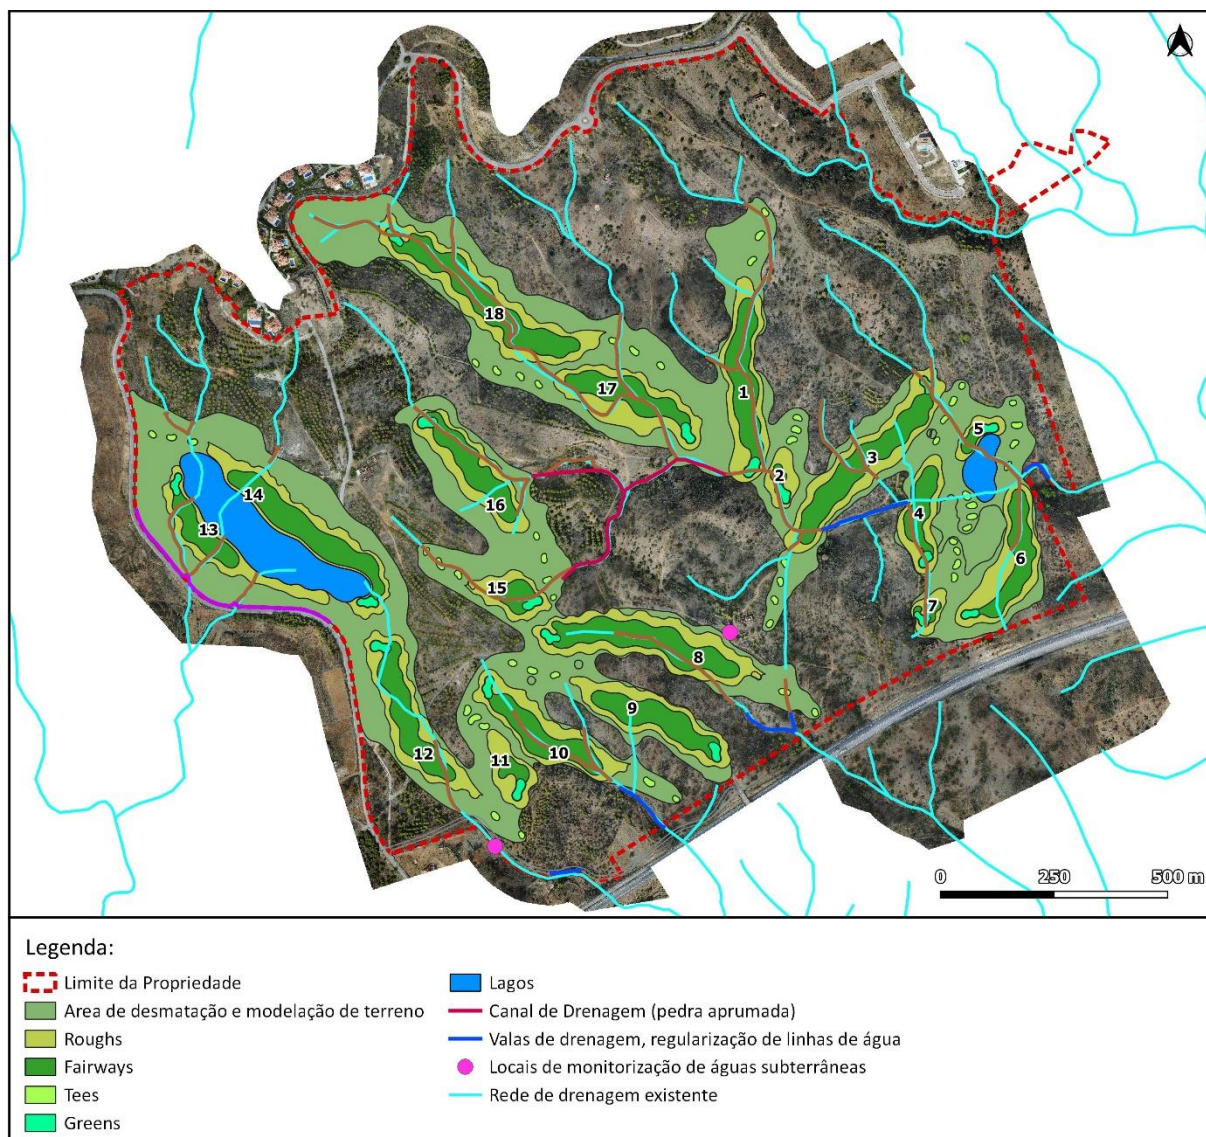 18
17
1
2
3
5
4
6
7
14
13
16
15
8
9
10
11
12
0 250 500 m
Legenda:
Limite da Propriedade
Area de desmatação e modelação de terreno
Roughs
Fairways
Tees
Greens
Lagos
Canal de Drenagem (pedra aprumada)
Valas de drenagem, regularização de linhas de água
Locais de monitorização de águas subterrâneas
Rede de drenagem existente